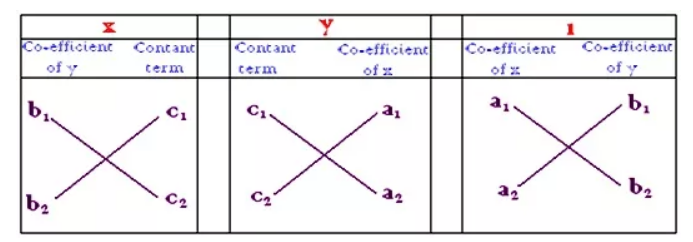 x y 1
Co-efficient Contant Contant Co-efficient Co-efficient Co-efficient
of y term term of x of x of y
b₁ c₁ c₁ a₁ a₁ b₁
b₂ c₂ c₂ a₂ a₂ b₂